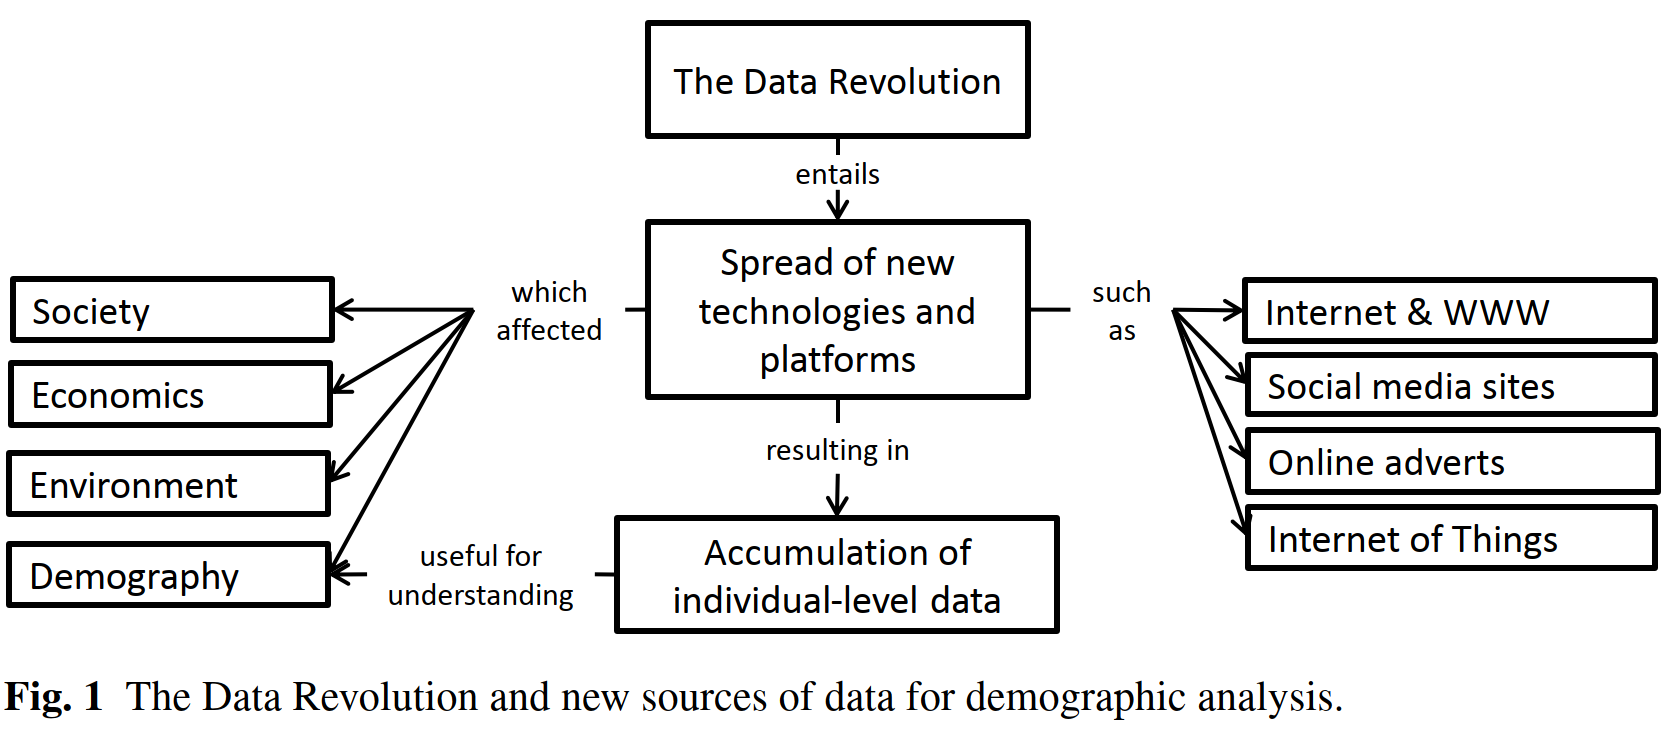 The Data Revolution
entails
Spread of new
technologies and
platforms
which
affected
Society
Economics
Environment
Demography
such
as
Internet & WWW
Social media sites
Online adverts
Internet of Things
resulting in
Accumulation of
individual-level data
useful for
understanding
Fig. 1 The Data Revolution and new sources of data for demographic analysis.